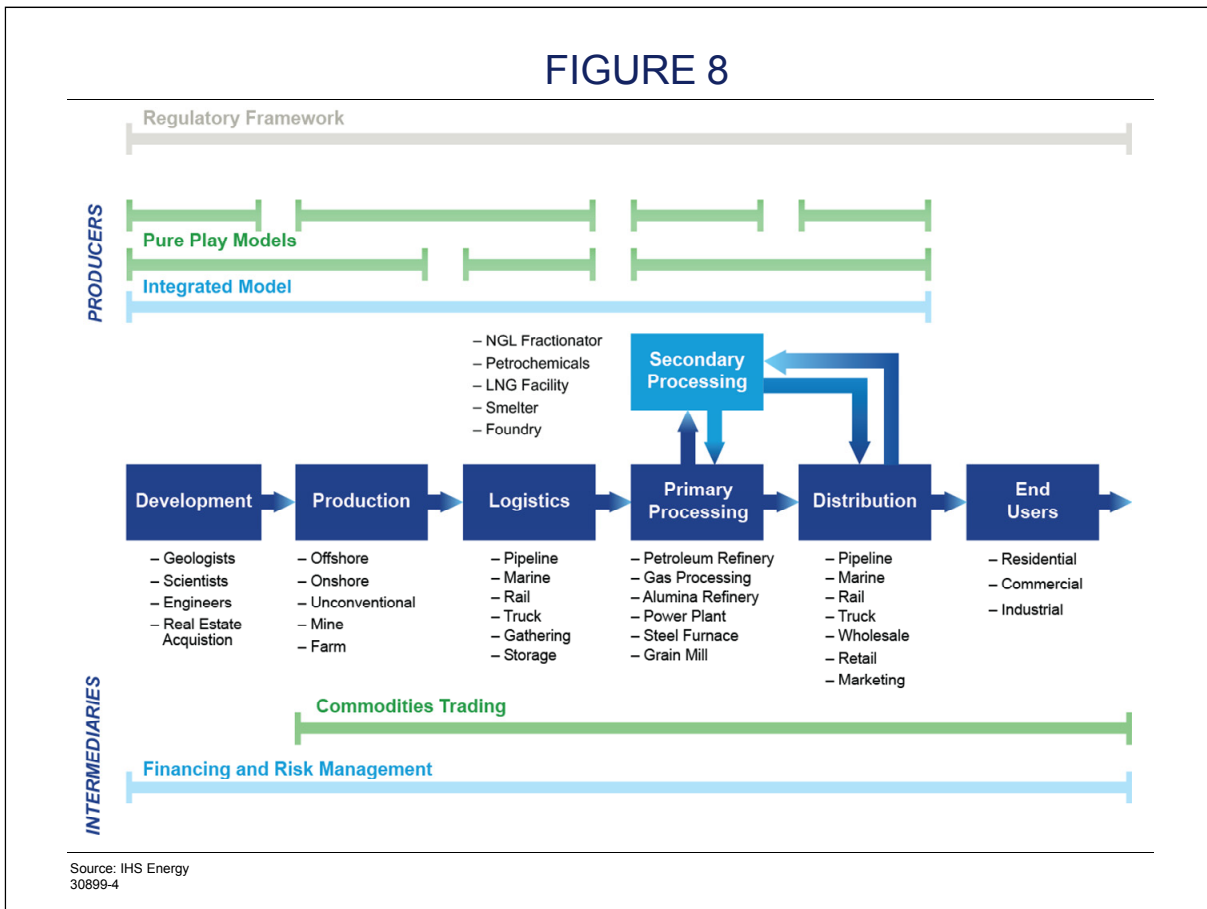 FIGURE 8
Regulatory Framework
PRODUCERS
Pure Play Models
Integrated Model
– NGL Fractionator
– Petrochemicals
– LNG Facility
– Smelter
– Foundry
Secondary
Processing
Development
Production
Logistics
Primary
Processing
Distribution
End
Users
– Geologists
– Scientists
– Engineers
– Real Estate
Acquistion
– Offshore
– Onshore
– Unconventional
– Mine
– Farm
– Pipeline
– Marine
– Rail
– Truck
– Gathering
– Storage
– Petroleum Refinery
– Gas Processing
– Alumina Refinery
– Power Plant
– Steel Furnace
– Grain Mill
– Pipeline
– Marine
– Rail
– Truck
– Wholesale
– Retail
– Marketing
– Residential
– Commercial
– Industrial
INTERMEDIARIES
Commodities Trading
Financing and Risk Management
Source: IHS Energy
30899-4